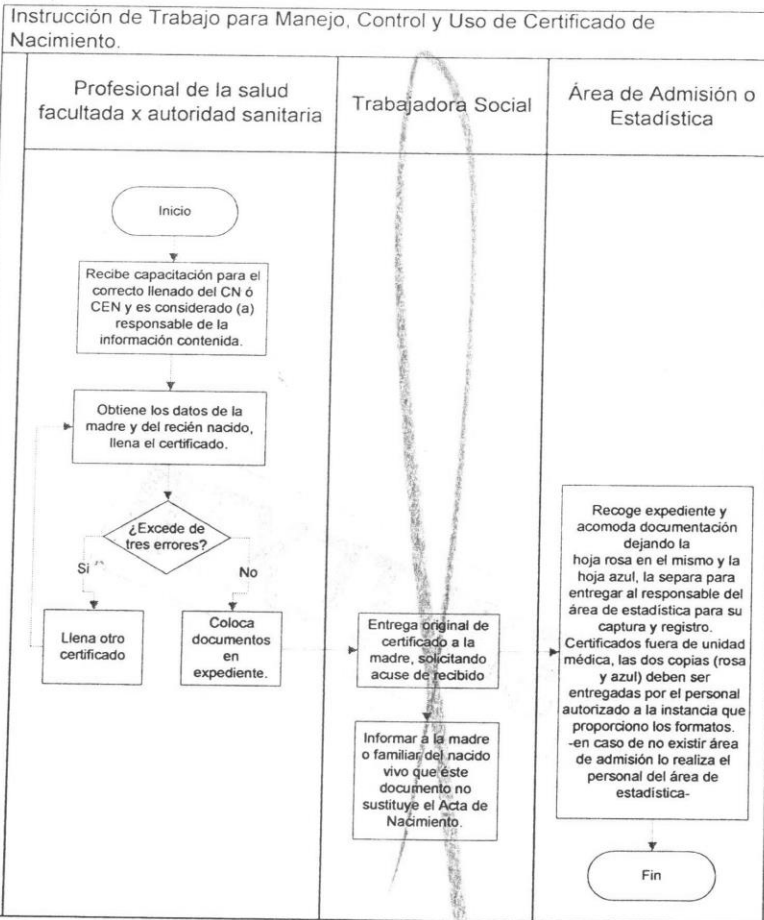 Instrucción de Trabajo para Manejo, Control y Uso de Certificado de
Nacimiento.
Profesional de la salud
facultada x autoridad sanitaria
Trabajadora Social
Área de Admisión o
Estadística
Inicio
Recibe capacitación para el
correcto llenado del CN ó
CEN y es considerado (a)
responsable de la
información contenida.
Obtiene los datos de la
madre y del recién nacido,
llena el certificado.
¿Excede de
tres errores?
Si
No
Llena otro
certificado
Coloca
documentos
en
expediente.
Entrega original de
certificado a la
madre, solicitando
acuse de recibido
Informar a la madre
o familiar del nacido
vivo que éste
documento no
sustituye el Acta de
Nacimiento.
Recoge expediente y
acomoda documentación
dejando la
hoja rosa en el mismo y la
hoja azul, la separa para
entregar al responsable del
área de estadística para su
captura y registro.
Certificados fuera de unidad
médica, las dos copias (rosa
y azul) deben ser
entregadas por el personal
autorizado a la instancia que
proporciono los formatos.
-en caso de no existir área
de admisión lo realiza el
personal del área de
estadística-
Fin